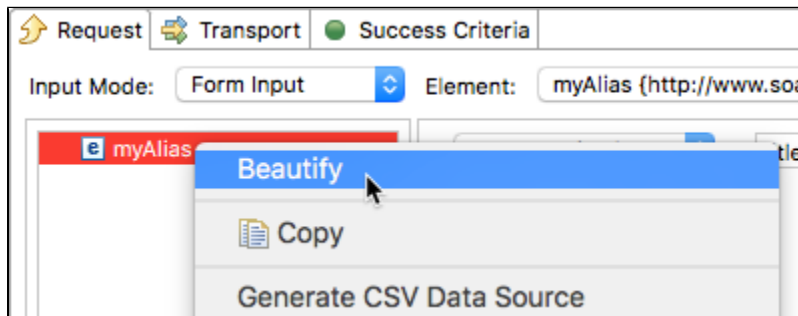 Request Transport Success Criteria
Input Mode: Form Input Element: myAlias {http://www.soa
e myAlias
Beautify
Copy
Generate CSV Data Source